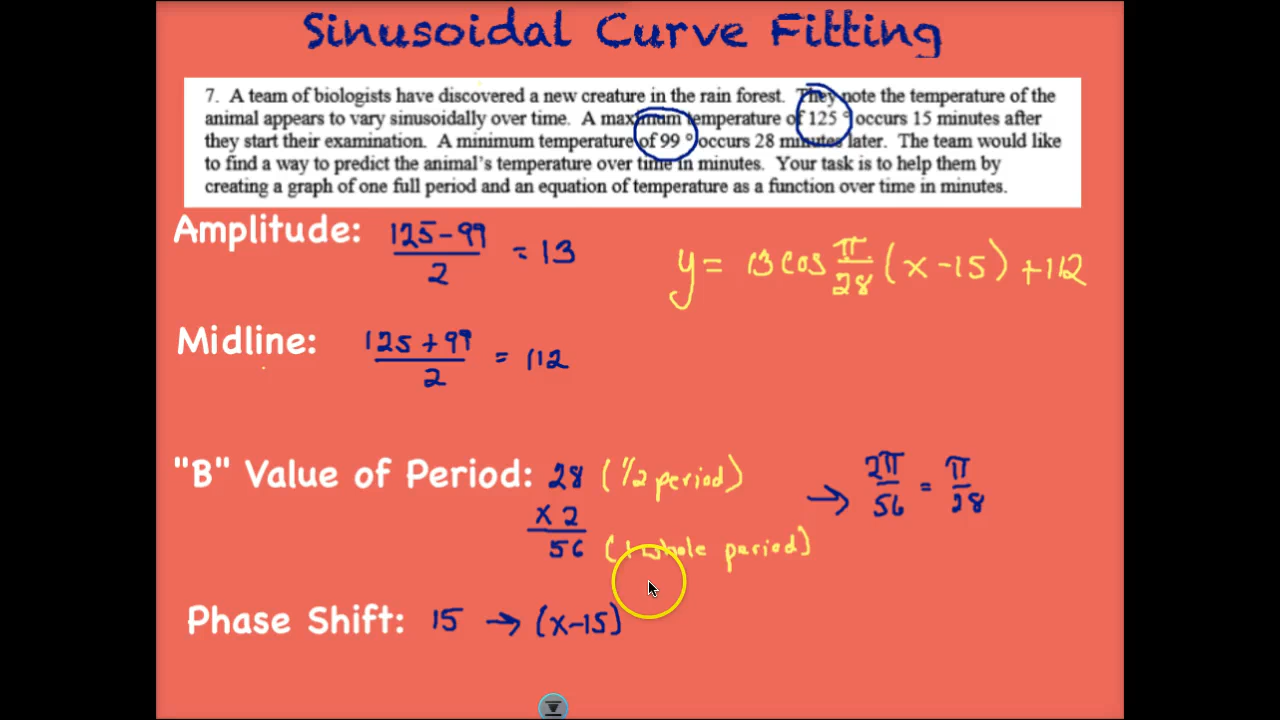 Sinusoidal Curve Fitting
7. A team of biologists have discovered a new creature in the rain forest. They note the temperature of the
animal appears to vary sinusoidally over time. A maximum temperature of 125 ° occurs 15 minutes after
they start their examination. A minimum temperature of 99 ° occurs 28 minutes later. The team would like
to find a way to predict the animal's temperature over time in minutes. Your task is to help them by
creating a graph of one full period and an equation of temperature as a function over time in minutes.
Amplitude: (125-99)/2 = 13
y = 13 cos π/28 (x-15) +112
Midline: (125+99)/2 = 112
"B" Value of Period: 28 (1/2 period) → 2π/56 = π/28
x 2
56 (1 whole period)
Phase Shift: 15 → (x-15)